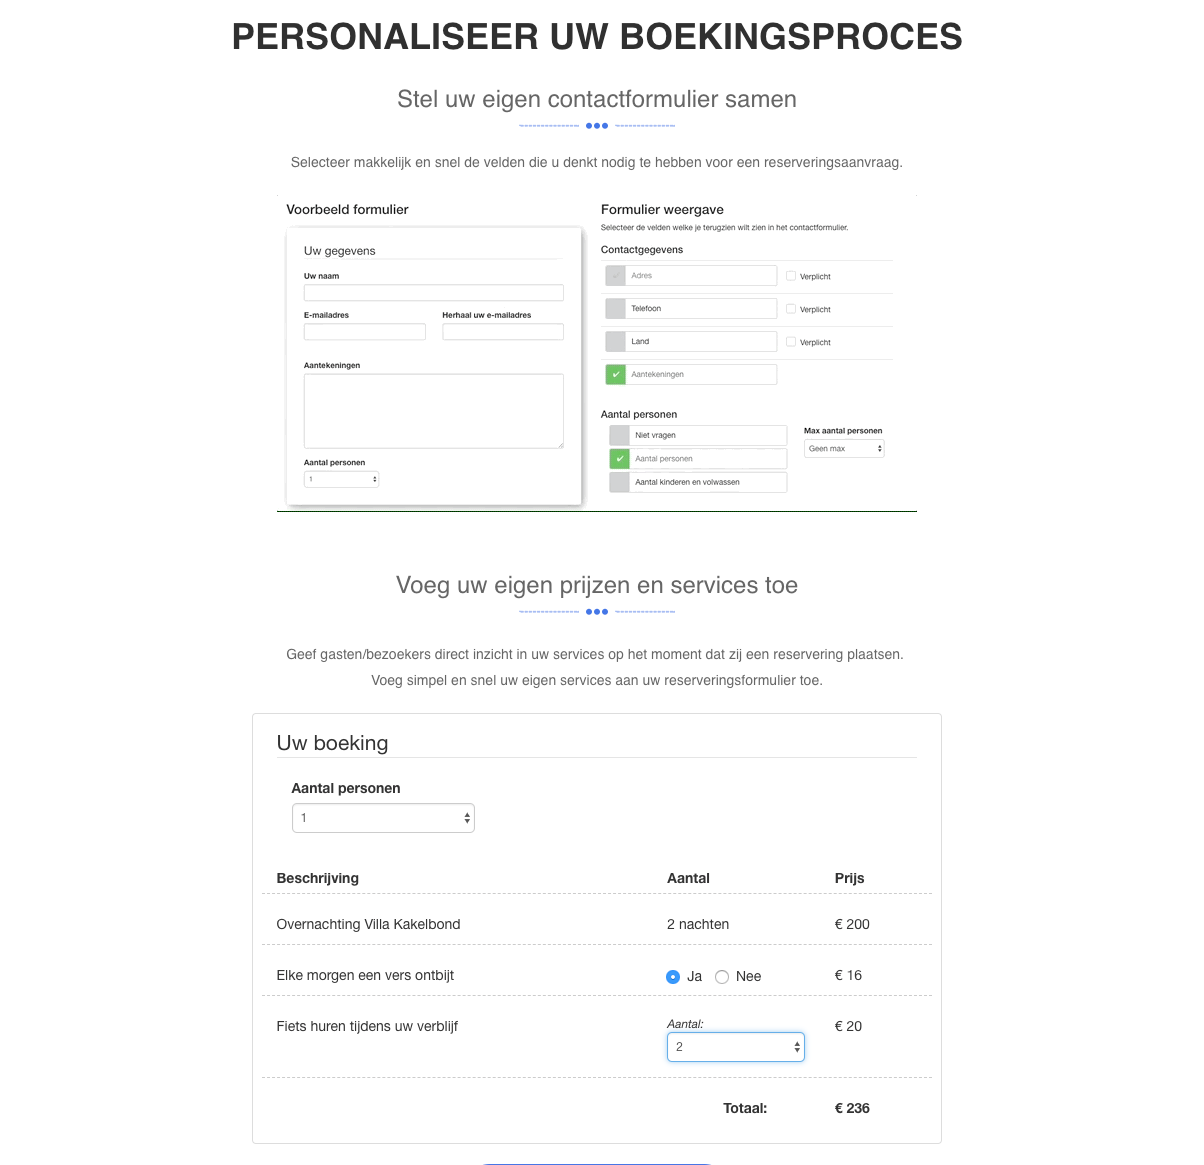 PERSONALISEER UW BOEKINGSPROCES
Stel uw eigen contactformulier samen
Selecteer makkelijk en snel de velden die u denkt nodig te hebben voor een reserveringsaanvraag.
Voorbeeld formulier
Uw gegevens
Uw naam
E-mailadres Herhaal uw e-mailadres
Aantekeningen
Aantal personen
1
Formulier weergave
Selecteer de velden welke je terugzien wilt zien in het contactformulier.
Contactgegevens
Adres Verplicht
Telefoon Verplicht
Land Verplicht
Aantekeningen
Aantal personen
Niet vragen
Aantal personen
Aantal kinderen en volwassen
Max aantal personen
Geen max
Voeg uw eigen prijzen en services toe
Geef gasten/bezoekers direct inzicht in uw services op het moment dat zij een reservering plaatsen.
Voeg simpel en snel uw eigen services aan uw reserveringsformulier toe.
Uw boeking
Aantal personen
1
Beschrijving Aantal Prijs
Overnachting Villa Kakelbond 2 nachten € 200
Elke morgen een vers ontbijt Ja Nee € 16
Fiets huren tijdens uw verblijf Aantal: € 20
2
Totaal: € 236